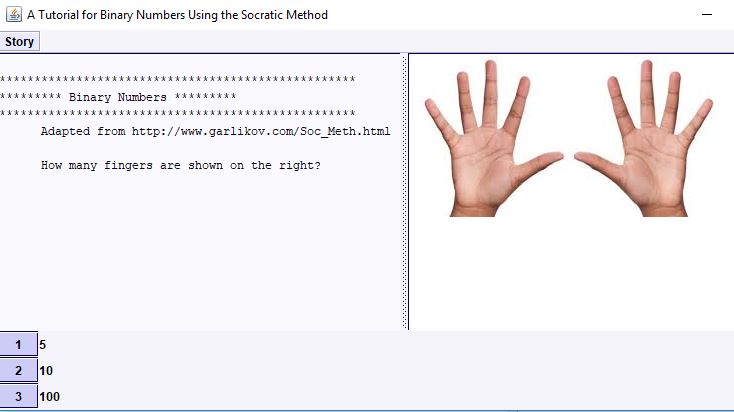 A Tutorial for Binary Numbers Using the Socratic Method
Story
***************************************************
********* Binary Numbers *********
***************************************************
Adapted from http://www.garlikov.com/Soc_Meth.html
How many fingers are shown on the right?
1 5
2 10
3 100